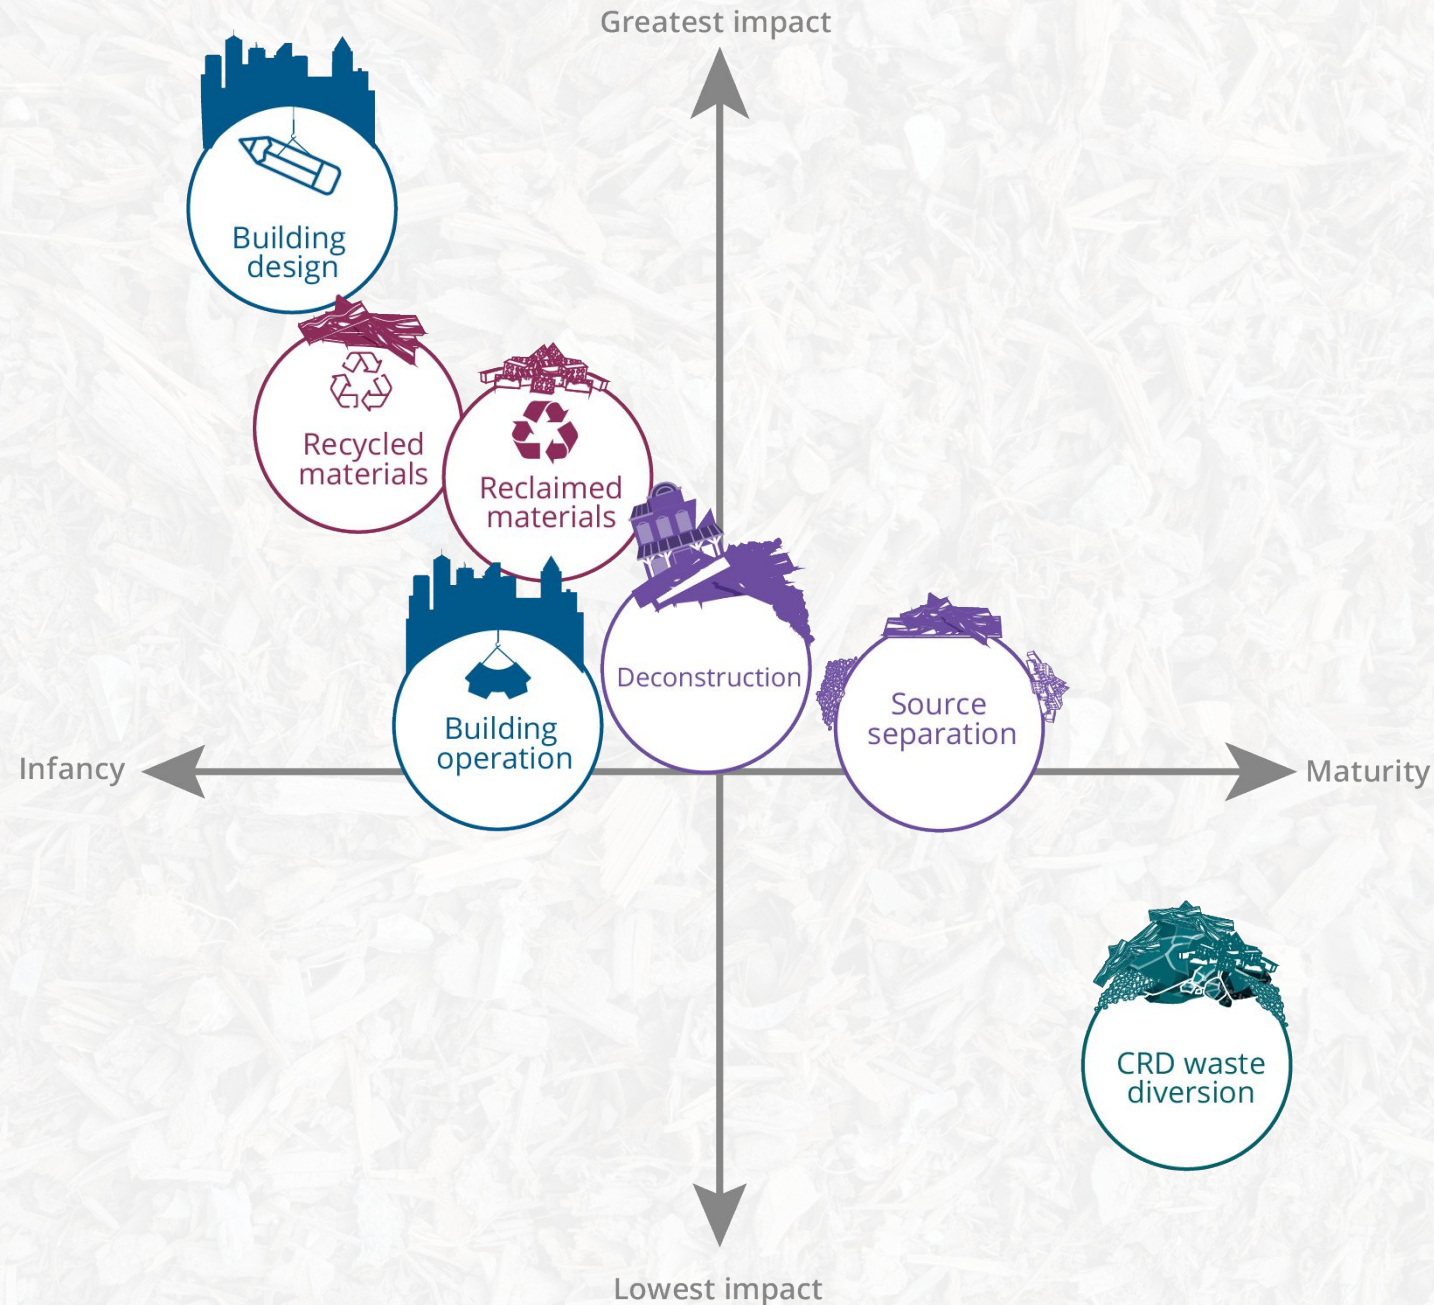 Greatest impact
Building
design
Recycled
materials
Reclaimed
materials
Deconstruction
Source
separation
Building
operation
Infancy
Maturity
CRD waste
diversion
Lowest impact